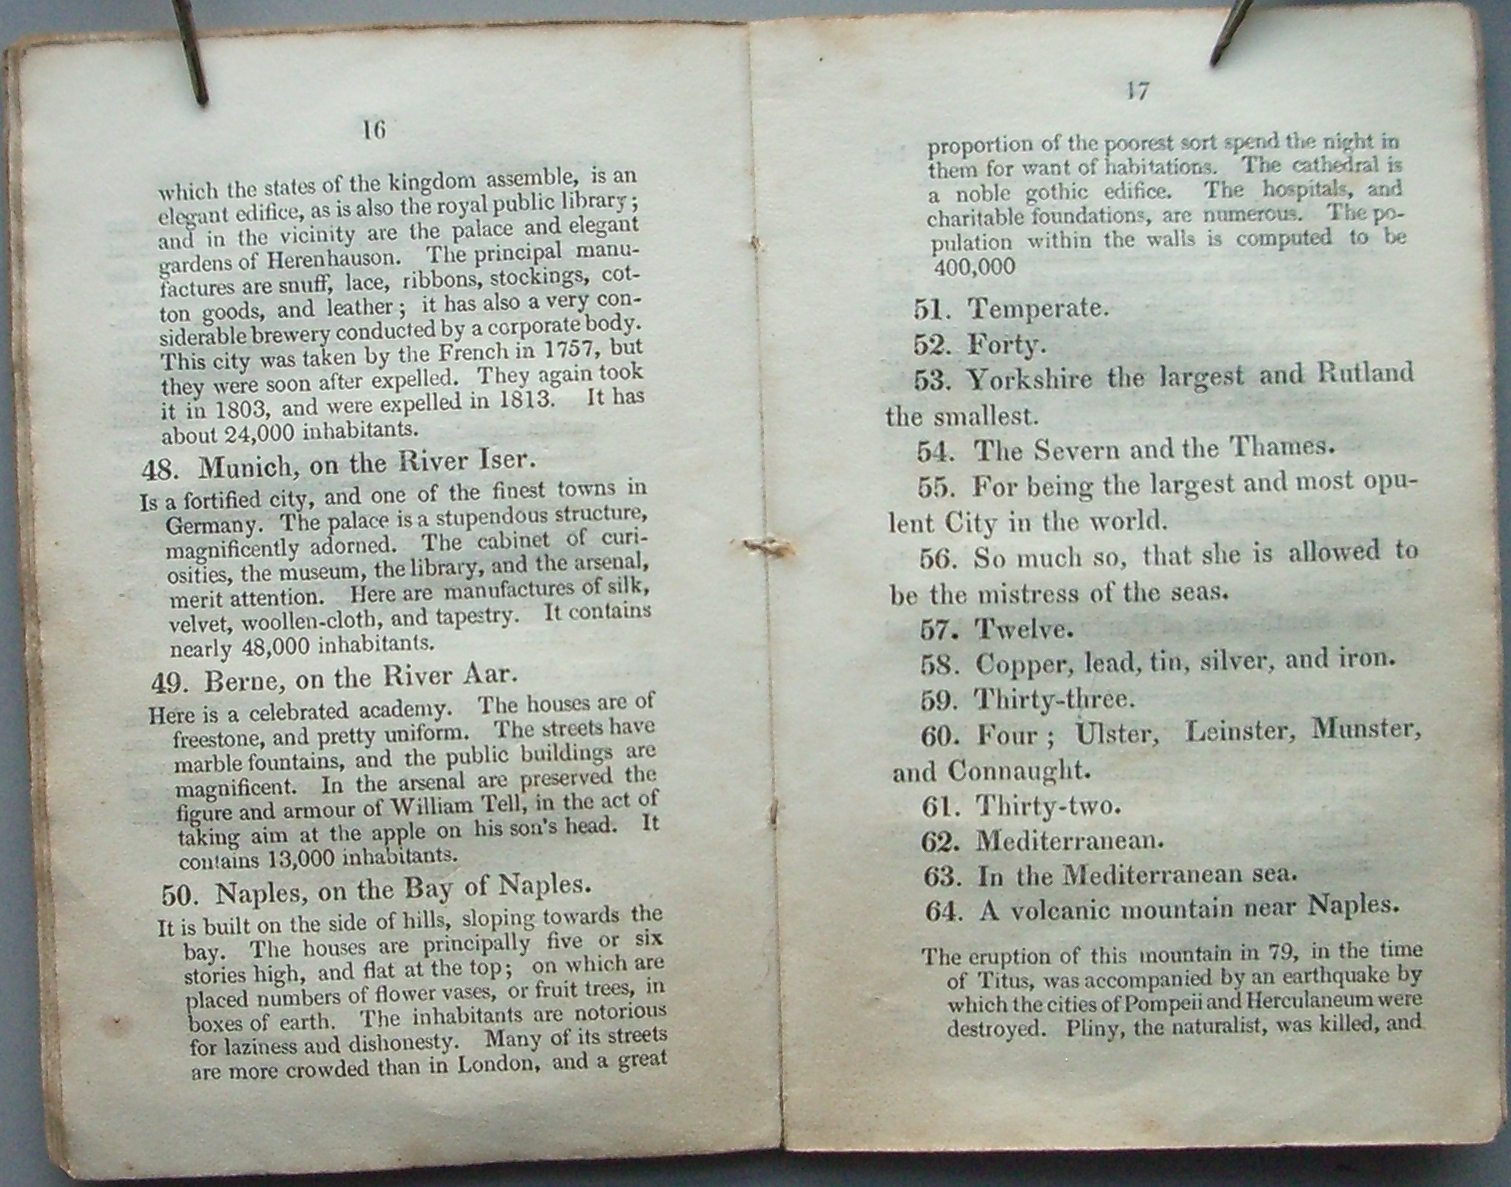 16
which the states of the kingdom assemble, is an
elegant edifice, as is also the royal public library;
and in the vicinity are the palace and elegant
gardens of Herenhauson. The principal manu-
factures are snuff, lace, ribbons, stockings, cot-
ton goods, and leather; it has also a very con-
siderable brewery conducted by a corporate body.
This city was taken by the French in 1757, but
they were soon after expelled. They again took
it in 1803, and were expelled in 1813. It has
about 24,000 inhabitants.
48. Munich, on the River Iser.
Is a fortified city, and one of the finest towns in
Germany. The palace is a stupendous structure,
magnificently adorned. The cabinet of curi-
osities, the museum, the library, and the arsenal,
merit attention. Here are manufactures of silk,
velvet, woollen-cloth, and tapestry. It contains
nearly 48,000 inhabitants.
49. Berne, on the River Aar.
Here is a celebrated academy. The houses are of
freestone, and pretty uniform. The streets have
marble fountains, and the public buildings are
magnificent. In the arsenal are preserved the
figure and armour of William Tell, in the act of
taking aim at the apple on his son's head. It
contains 13,000 inhabitants.
50. Naples, on the Bay of Naples.
It is built on the side of hills, sloping towards the
bay. The houses are principally five or six
stories high, and flat at the top; on which are
placed numbers of flower vases, or fruit trees, in
boxes of earth. The inhabitants are notorious
for laziness and dishonesty. Many of its streets
are more crowded than in London, and a great
17
proportion of the poorest sort spend the night in
them for want of habitations. The cathedral is
a noble gothic edifice. The hospitals, and
charitable foundations, are numerous. The po-
pulation within the walls is computed to be
400,000
51. Temperate.
52. Forty.
53. Yorkshire the largest and Rutland
the smallest.
54. The Severn and the Thames.
55. For being the largest and most opu-
lent City in the world.
56. So much so, that she is allowed to
be the mistress of the seas.
57. Twelve.
58. Copper, lead, tin, silver, and iron.
59. Thirty-three.
60. Four; Ulster, Leinster, Munster,
and Connaught.
61. Thirty-two.
62. Mediterranean.
63. In the Mediterranean sea.
64. A volcanic mountain near Naples.
The eruption of this mountain in 79, in the time
of Titus, was accompanied by an earthquake by
which the cities of Pompeii and Herculaneum were
destroyed. Pliny, the naturalist, was killed, and